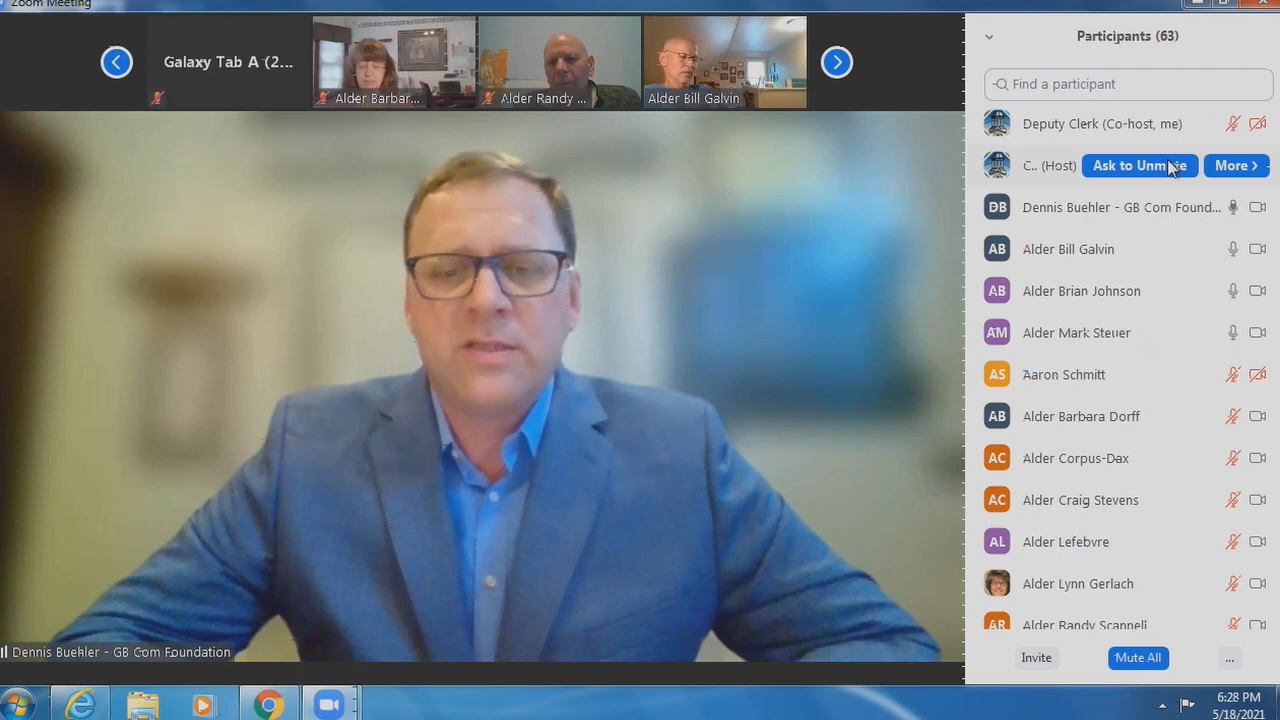 Zoom Meeting
Galaxy Tab A (2...
Alder Barbar...
Alder Randy ...
Alder Bill Galvin
Dennis Buehler - GB Com Foundation
Participants (63)
Find a participant
Deputy Clerk (Co-host, me)
C.. (Host)
Ask to Unmute
More >
DB
Dennis Buehler - GB Com Found...
AB
Alder Bill Galvin
AB
Alder Brian Johnson
AM
Alder Mark Steuer
AS
Aaron Schmitt
AB
Alder Barbara Dorff
AC
Alder Corpus-Dax
AC
Alder Craig Stevens
AL
Alder Lefebvre
Alder Lynn Gerlach
AR
Alder Randy Scannell
Invite
Mute All
...
6:28 PM
5/18/2021